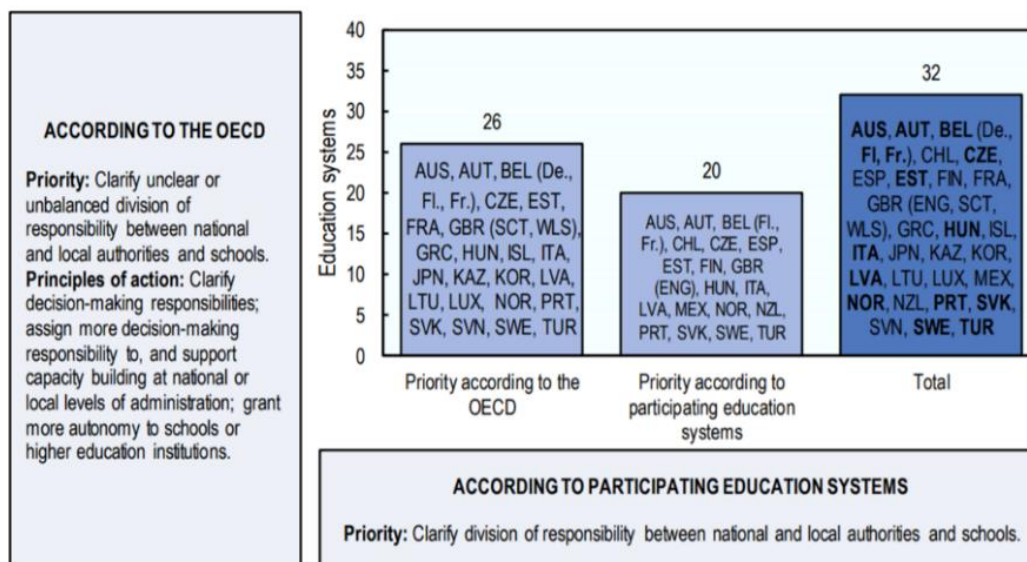 ACCORDING TO THE OECD
Priority: Clarify unclear or
unbalanced division of
responsibility between national
and local authorities and schools.
Principles of action: Clarify
decision-making responsibilities;
assign more decision-making
responsibility to, and support
capacity building at national or
local levels of administration; grant
more autonomy to schools or
higher education institutions.
Education systems
40
35
30
25
20
15
10
5
0
26
AUS, AUT, BEL (De.,
Fl., Fr.), CZE, EST,
FRA, GBR (SCT, WLS),
GRC, HUN, ISL, ITA,
JPN, KAZ, KOR, LVA,
LTU, LUX, NOR, PRT,
SVK, SVN, SWE, TUR
Priority according to the
OECD
20
AUS, AUT, BEL (Fl.,
Fr.), CHL, CZE, ESP,
EST, FIN, GBR
(ENG), HUN, ITA,
LVA, MEX, NOR, NZL,
PRT, SVK, SWE, TUR
Priority according to
participating education
systems
32
AUS, AUT, BEL (De.,
Fl, Fr.), CHL, CZE,
ESP, EST, FIN, FRA,
GBR (ENG, SCT,
WLS), GRC, HUN, ISL,
ITA, JPN, KAZ, KOR,
LVA, LTU, LUX, MEX,
NOR, NZL, PRT, SVK,
SVN, SWE, TUR
Total
ACCORDING TO PARTICIPATING EDUCATION SYSTEMS
Priority: Clarify division of responsibility between national and local authorities and schools.